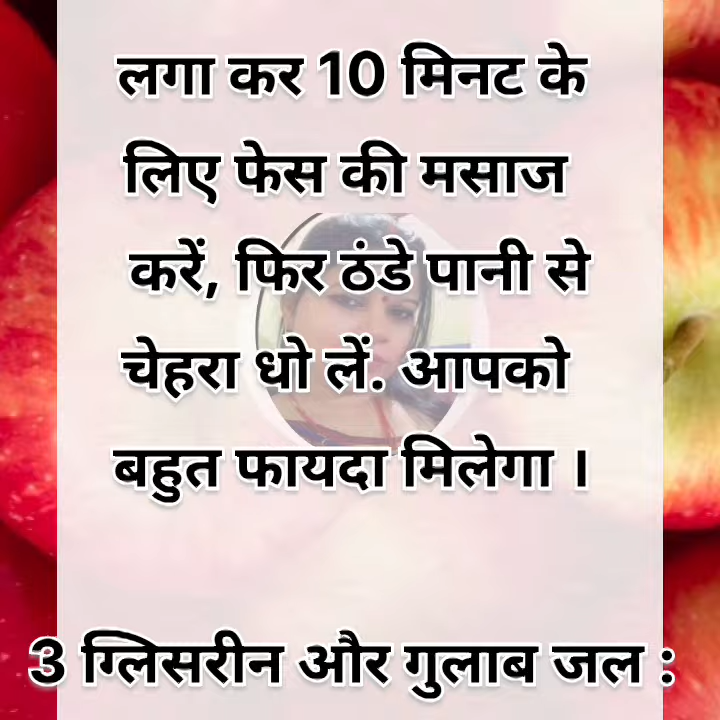 लगा कर 10 मिनट के
लिए फेस की मसाज
करें, फिर ठंडे पानी से
चेहरा धो लें. आपको
बहुत फायदा मिलेगा ।
3 ग्लिसरीन और गुलाब जल :